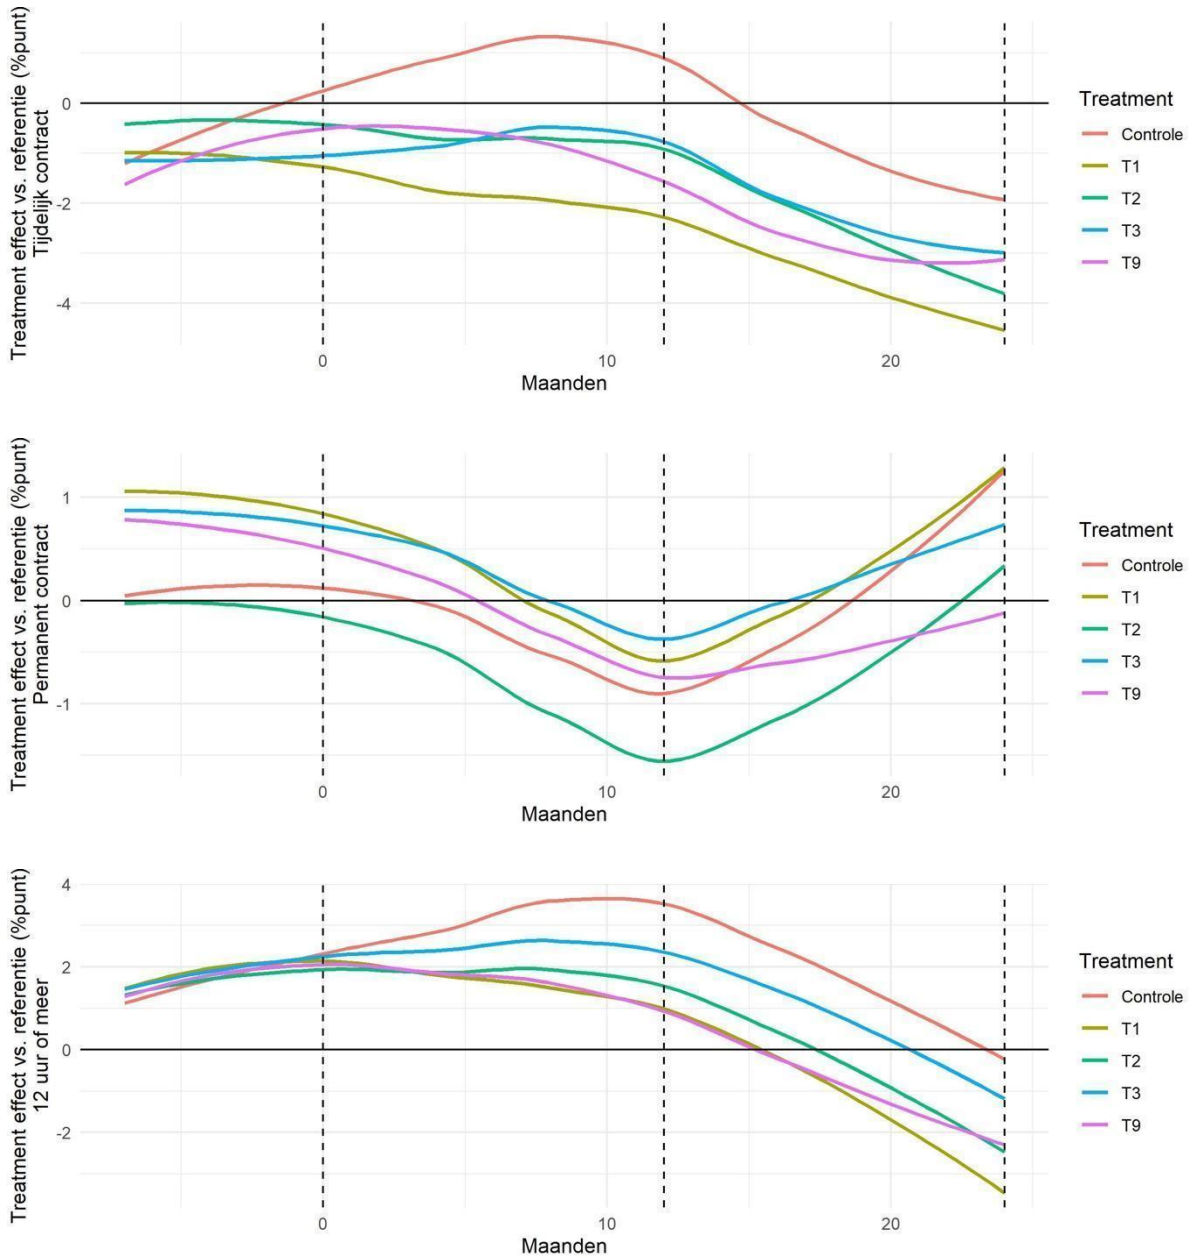 Treatment effect vs. referentie (%punt)
Tijdelijk contract
0
-2
-4
0
10
20
Maanden
Treatment
Controle
T1
T2
T3
T9
Treatment effect vs. referentie (%punt)
Permanent contract
1
0
-1
0
10
20
Maanden
Treatment
Controle
T1
T2
T3
T9
Treatment effect vs. referentie (%punt)
12 uur of meer
4
2
0
-2
0
10
20
Maanden
Treatment
Controle
T1
T2
T3
T9